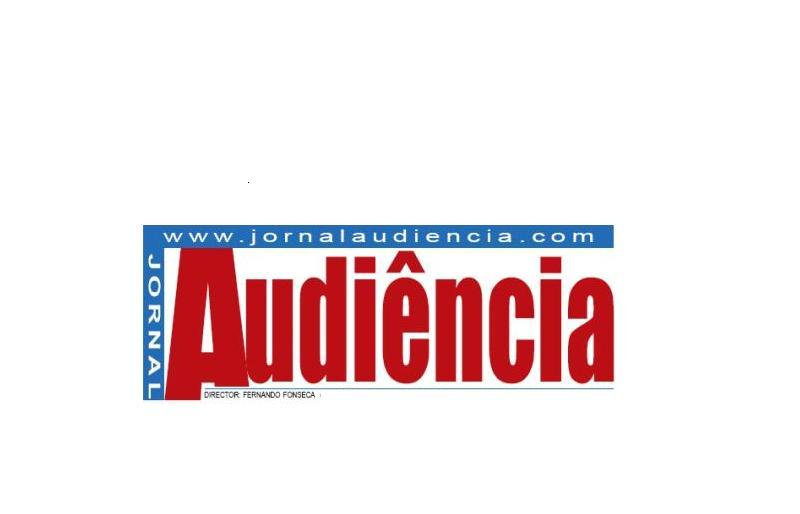 www.jornalaudiencia.com
JORNAL
Audiência
DIRECTOR: FERNANDO FONSECA